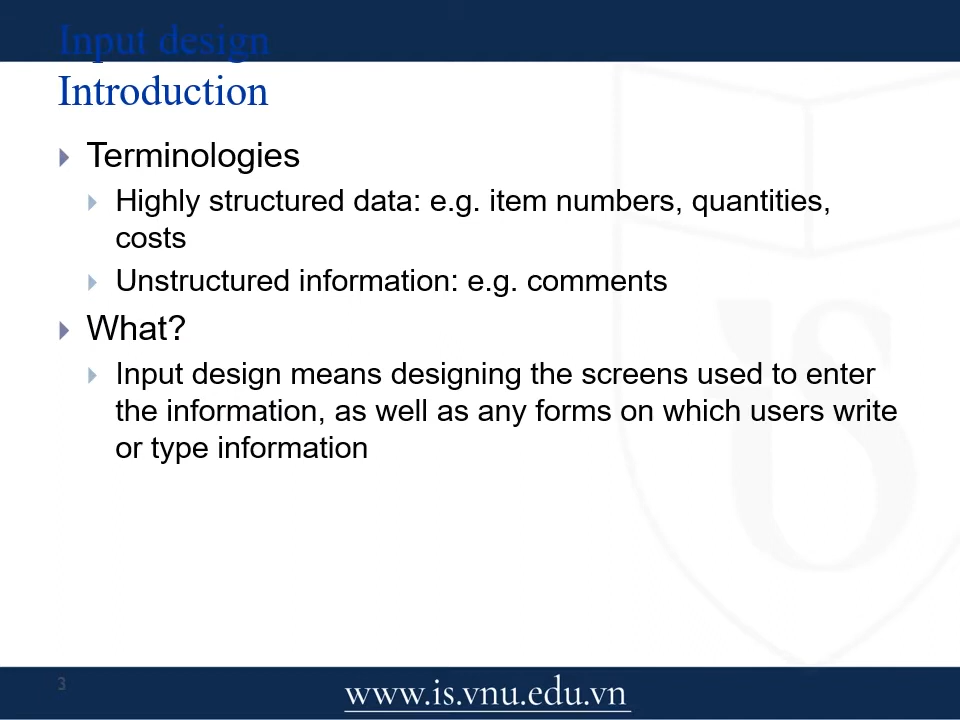 Input design
Introduction
Terminologies
Highly structured data: e.g. item numbers, quantities,
costs
Unstructured information: e.g. comments
What?
Input design means designing the screens used to enter
the information, as well as any forms on which users write
or type information
3
www.is.vnu.edu.vn